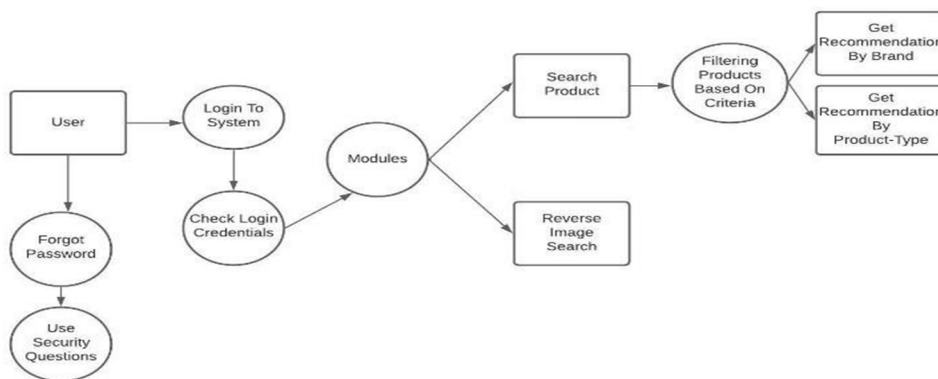 User
Login To
System
Forgot
Password
Use
Security
Questions
Check Login
Credentials
Modules
Search
Product
Reverse
Image
Search
Filtering
Products
Based On
Criteria
Get
Recommendation
By Brand
Get
Recommendation
By
Product-Type